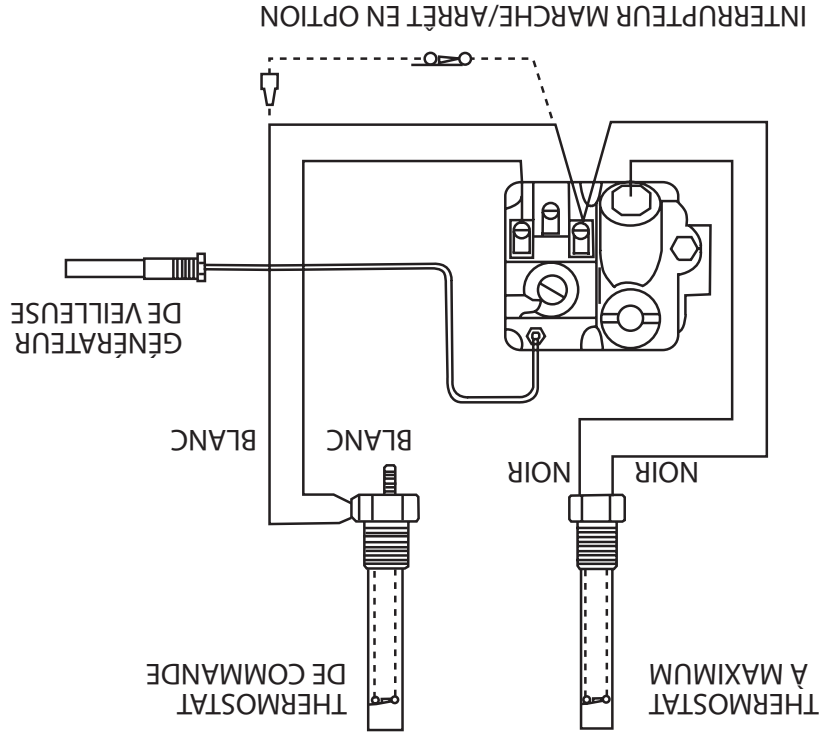 THERMOSTAT
À MAXIMUM
THERMOSTAT
DE COMMANDE
NOIR
NOIR
BLANC
BLANC
GÉNÉRATEUR
DE VEILLEUSE
INTERRUPTEUR MARCHE/ARRÊT EN OPTION